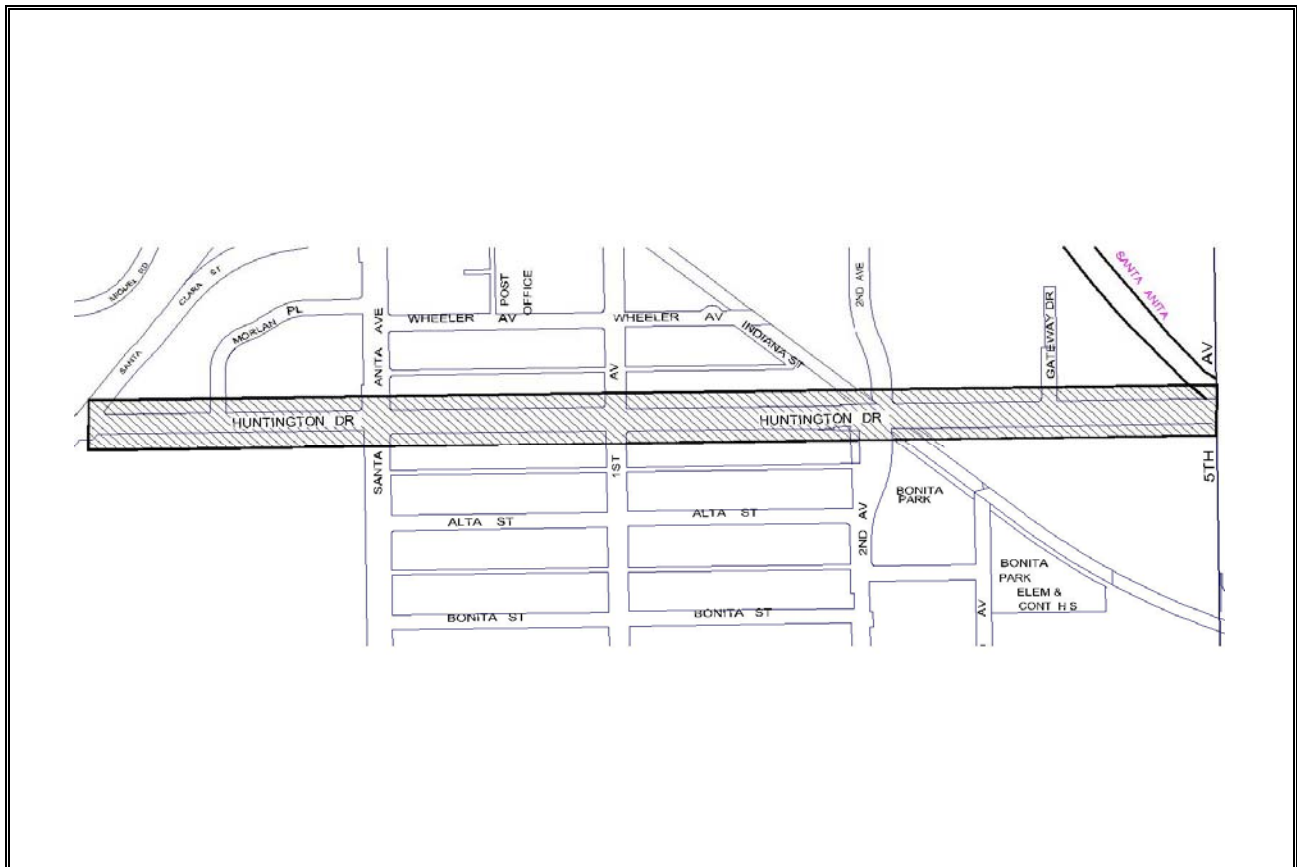 MIGUEL RD
SANTA CLARA ST
MORLAN PL
SANTA ANITA AVE
POST
OFFICE
WHEELER AV
WHEELER AV
1ST AV
INDIANA ST
2ND AVE
GATEWAY DR
SANTA ANITA
5TH AV
HUNTINGTON DR
HUNTINGTON DR
ALTA ST
ALTA ST
2ND AV
BONITA
PARK
BONITA
PARK
ELEM &
CONT H S
AV
BONITA ST
BONITA ST